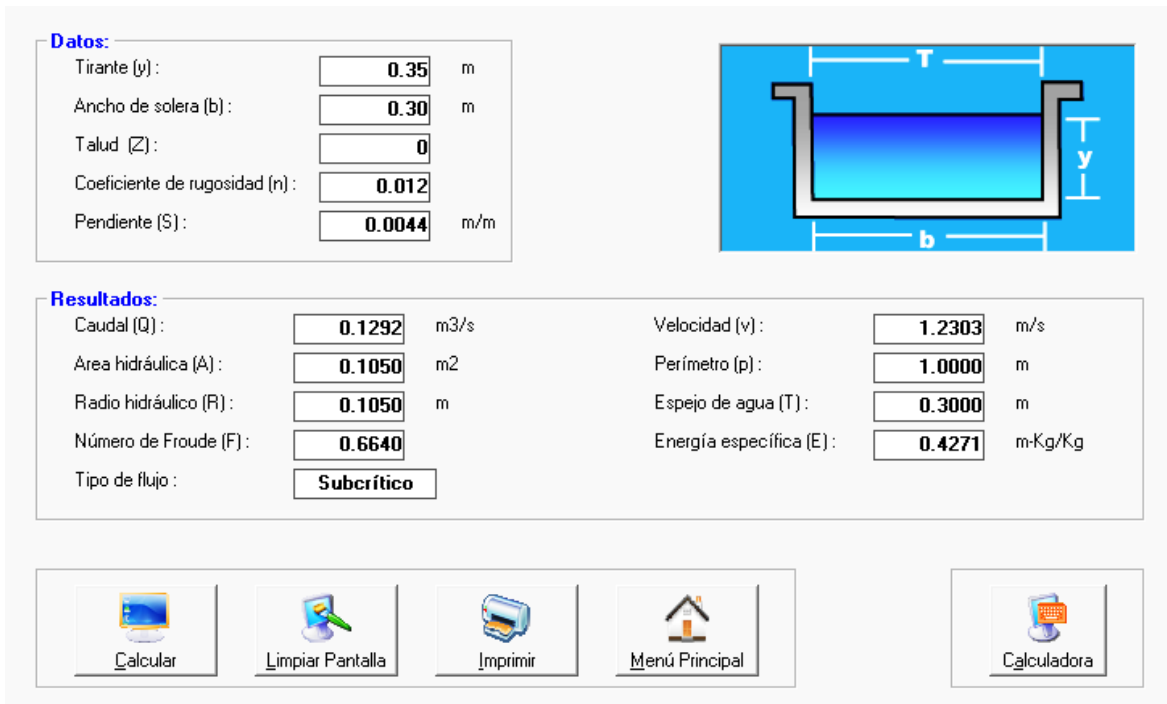 Datos:
Tirante (y) : 0.35 m
Ancho de solera (b) : 0.30 m
Talud (Z) : 0
Coeficiente de rugosidad (n) : 0.012
Pendiente (S) : 0.0044 m/m
T
y
b
Resultados:
Caudal (Q) : 0.1292 m3/s Velocidad (v) : 1.2303 m/s
Area hidráulica (A) : 0.1050 m2 Perímetro (p) : 1.0000 m
Radio hidráulico (R) : 0.1050 m Espejo de agua (T) : 0.3000 m
Número de Froude (F) : 0.6640 Energía específica (E) : 0.4271 m-Kg/Kg
Tipo de flujo : Subcrítico
Calcular Limpiar Pantalla Imprimir Menú Principal Calculadora